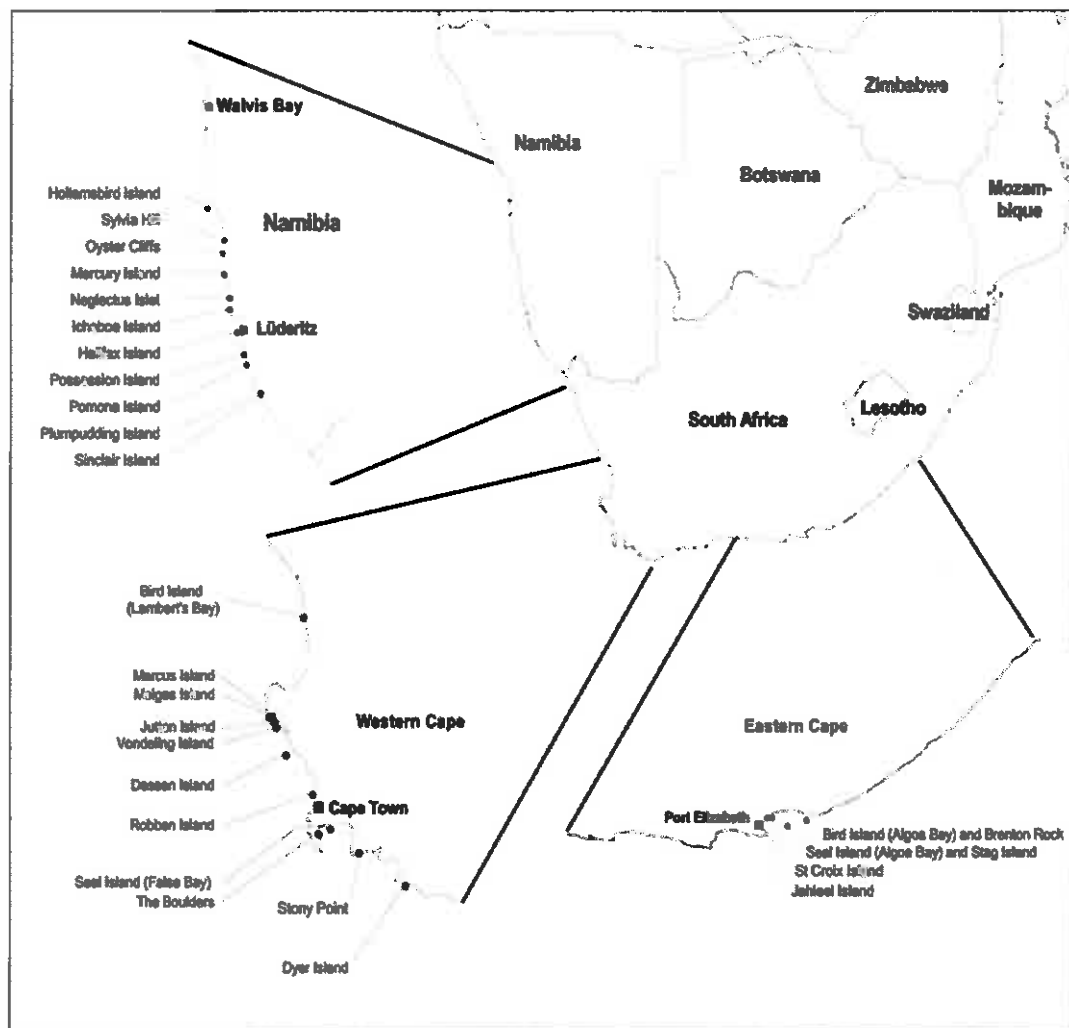 Walvis Bay
Hollamsbird Island
Sylvia Hill
Oyster Cliffs
Mercury Island
Neglectus Islet
Ichaboe Island
Halifax Island
Possession Island
Pomona Island
Plumpudding Island
Sinclair Island
Namibia
Lüderitz
Namibia
Botswana
Zimbabwe
Mozam-
bique
Swaziland
Lesotho
South Africa
Bird Island
(Lambert's Bay)
Marcus Island
Malgas Island
Jutten Island
Vondeling Island
Dassen Island
Robben Island
Seal Island (False Bay)
The Boulders
Stony Point
Dyer Island
Western Cape
Cape Town
Eastern Cape
Port Elizabeth
Bird Island (Algoa Bay) and Brenton Rock
Seal Island (Algoa Bay) and Stag Island
St Croix Island
Jahleel Island